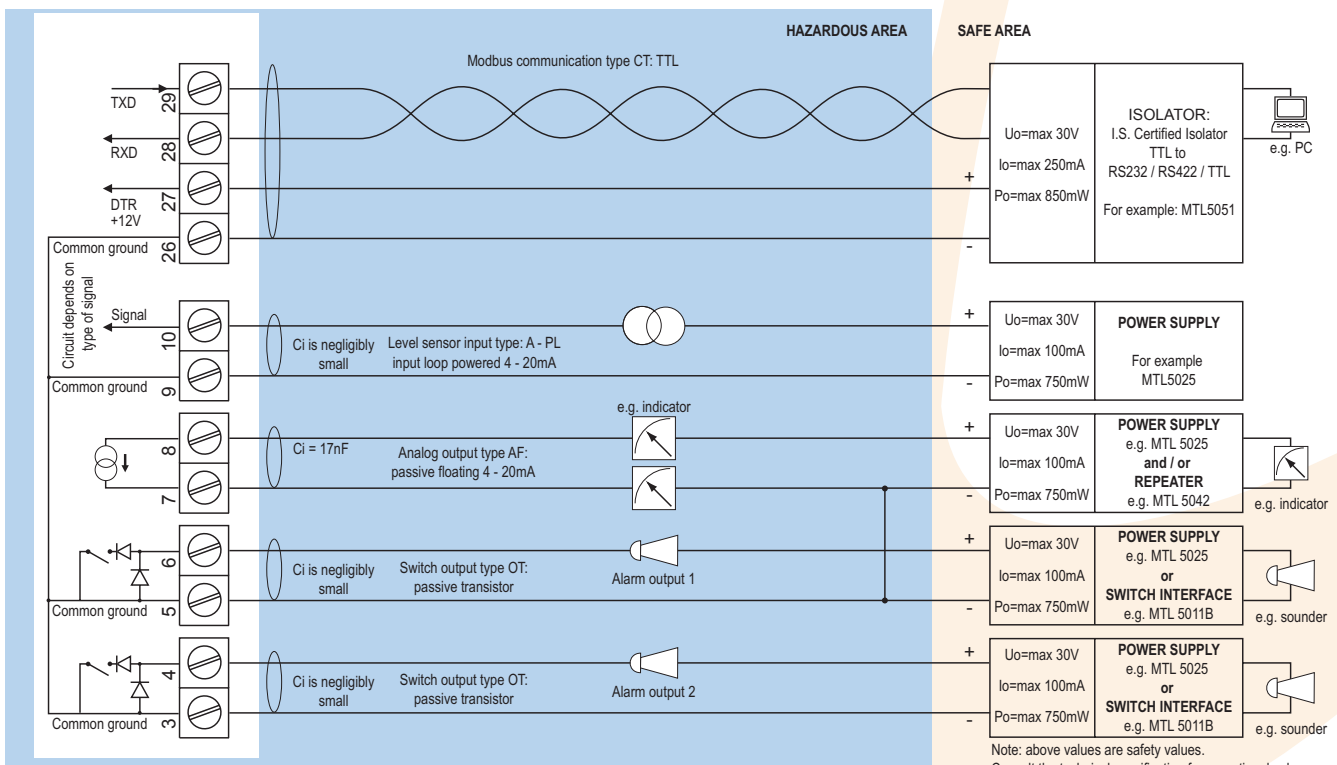 HAZARDOUS AREA
SAFE AREA
Modbus communication type CT: TTL
TXD
29
RXD
28
DTR
+12V
27
Common ground
26
+
-
Uo=max 30V
Io=max 250mA
Po=max 850mW
ISOLATOR:
I.S. Certified Isolator
TTL to
RS232 / RS422 / TTL
For example: MTL5051
e.g. PC
Circuit depends on
type of signal
Signal
10
Common ground
9
Ci is negligibly
small
Level sensor input type: A - PL
input loop powered 4 - 20mA
+
-
Uo=max 30V
Io=max 100mA
Po=max 750mW
POWER SUPPLY
For example
MTL5025
8
7
Ci = 17nF
Analog output type AF:
passive floating 4 - 20mA
e.g. indicator
+
-
Uo=max 30V
Io=max 100mA
Po=max 750mW
POWER SUPPLY
e.g. MTL 5025
and / or
REPEATER
e.g. MTL 5042
e.g. indicator
6
Common ground
5
Ci is negligibly
small
Switch output type OT:
passive transistor
Alarm output 1
+
-
Uo=max 30V
Io=max 100mA
Po=max 750mW
POWER SUPPLY
e.g. MTL 5025
or
SWITCH INTERFACE
e.g. MTL 5011B
e.g. sounder
4
Common ground
3
Ci is negligibly
small
Switch output type OT:
passive transistor
Alarm output 2
+
-
Uo=max 30V
Io=max 100mA
Po=max 750mW
POWER SUPPLY
e.g. MTL 5025
or
SWITCH INTERFACE
e.g. MTL 5011B
e.g. sounder
Note: above values are safety values.